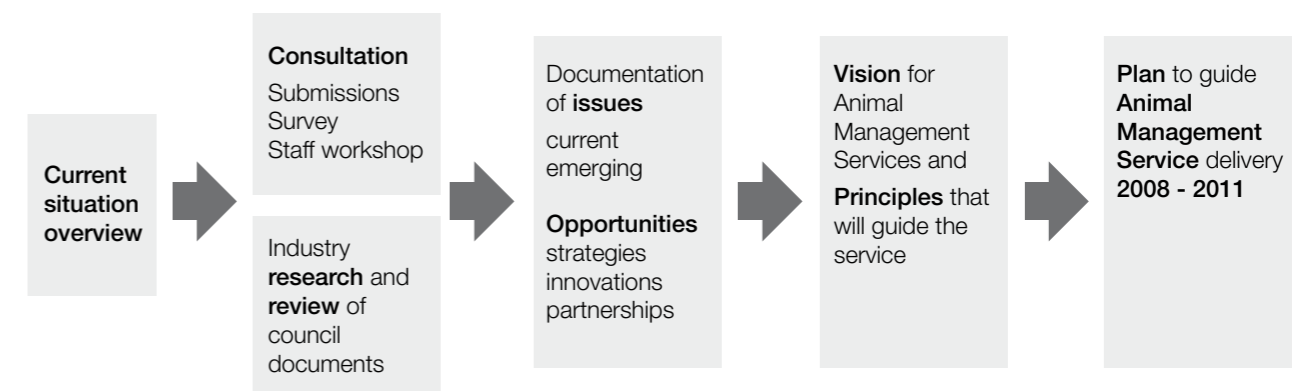 Current
situation
overview
Consultation
Submissions
Survey
Staff workshop
Industry
research and
review of
council
documents
Documentation
of issues
current
emerging
Opportunities
strategies
innovations
partnerships
Vision for
Animal
Management
Services and
Principles that
will guide the
service
Plan to guide
Animal
Management
Service delivery
2008 - 2011